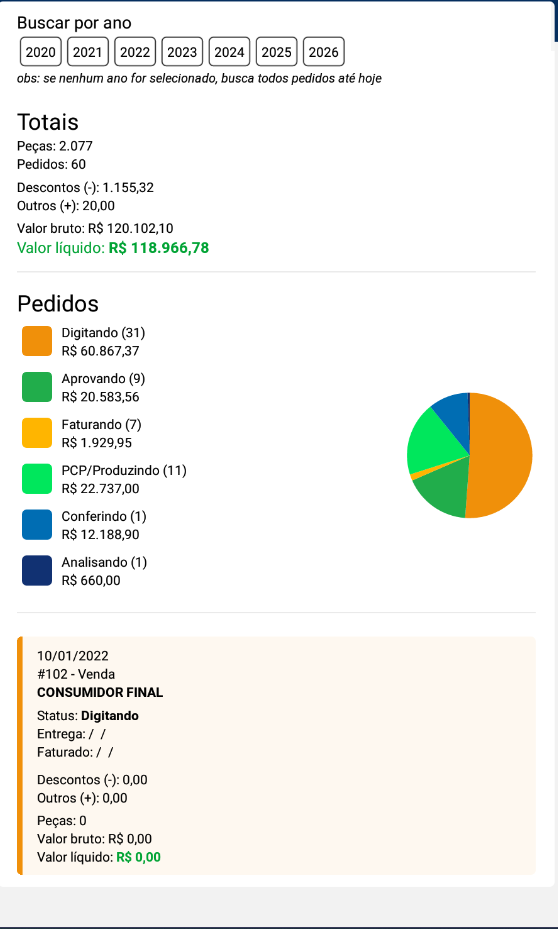 Buscar por ano
2020 2021 2022 2023 2024 2025 2026
obs: se nenhum ano for selecionado, busca todos pedidos até hoje
Totais
Peças: 2.077
Pedidos: 60
Descontos (-): 1.155,32
Outros (+): 20,00
Valor bruto: R$ 120.102,10
Valor líquido: R$ 118.966,78
Pedidos
Digitando (31)
R$ 60.867,37
Aprovando (9)
R$ 20.583,56
Faturando (7)
R$ 1.929,95
PCP/Produzindo (11)
R$ 22.737,00
Conferindo (1)
R$ 12.188,90
Analisando (1)
R$ 660,00
10/01/2022
#102 - Venda
CONSUMIDOR FINAL
Status: Digitando
Entrega: / /
Faturado: / /
Descontos (-): 0,00
Outros (+): 0,00
Peças: 0
Valor bruto: R$ 0,00
Valor líquido: R$ 0,00